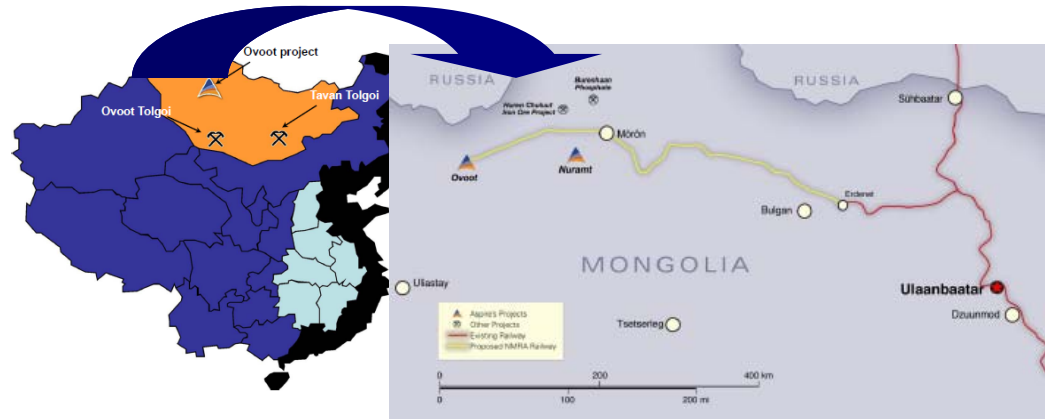 Ovoot project
Ovoot Tolgoi
Tavan Tolgoi
RUSSIA
RUSSIA
Bureshaan
Phosphate
Iron Ore Project
Sühbaatar
Mörön
Ovoot
Nuramt
Erdenet
Bulgan
MONGOLIA
Uliastay
Ulaanbaatar
Dzuunmod
Tsetserleg
Aspire's Projects
Other Projects
Existing Railway
Proposed NMRA Railway
0 200 400 km
0 100 200 mi